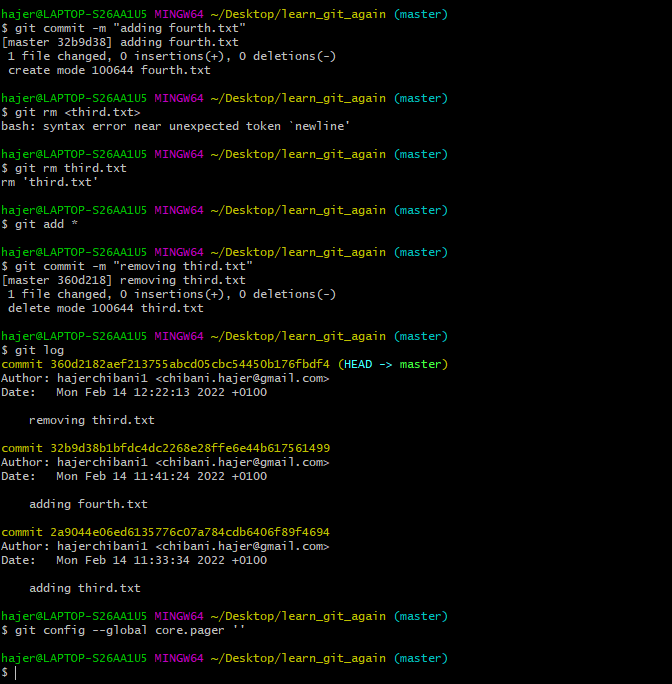 hajer@LAPTOP-S26AA1U5 MINGW64 ~/Desktop/learn_git_again (master)
$ git commit -m "adding fourth.txt"
[master 32b9d38] adding fourth.txt
 1 file changed, 0 insertions(+), 0 deletions(-)
 create mode 100644 fourth.txt

hajer@LAPTOP-S26AA1U5 MINGW64 ~/Desktop/learn_git_again (master)
$ git rm <third.txt>
bash: syntax error near unexpected token `newline'

hajer@LAPTOP-S26AA1U5 MINGW64 ~/Desktop/learn_git_again (master)
$ git rm third.txt
rm 'third.txt'

hajer@LAPTOP-S26AA1U5 MINGW64 ~/Desktop/learn_git_again (master)
$ git add *

hajer@LAPTOP-S26AA1U5 MINGW64 ~/Desktop/learn_git_again (master)
$ git commit -m "removing third.txt"
[master 360d218] removing third.txt
 1 file changed, 0 insertions(+), 0 deletions(-)
 delete mode 100644 third.txt

hajer@LAPTOP-S26AA1U5 MINGW64 ~/Desktop/learn_git_again (master)
$ git log
commit 360d2182aef213755abcd05cbc54450b176fbdf4 (HEAD -> master)
Author: hajerchibani1 <chibani.hajer@gmail.com>
Date:   Mon Feb 14 12:22:13 2022 +0100

    removing third.txt

commit 32b9d38b1bfdc4dc2268e28ffe6e44b617561499
Author: hajerchibani1 <chibani.hajer@gmail.com>
Date:   Mon Feb 14 11:41:24 2022 +0100

    adding fourth.txt

commit 2a9044e06ed6135776c07a784cdb6406f89f4694
Author: hajerchibani1 <chibani.hajer@gmail.com>
Date:   Mon Feb 14 11:33:34 2022 +0100

    adding third.txt

hajer@LAPTOP-S26AA1U5 MINGW64 ~/Desktop/learn_git_again (master)
$ git config --global core.pager ''

hajer@LAPTOP-S26AA1U5 MINGW64 ~/Desktop/learn_git_again (master)
$